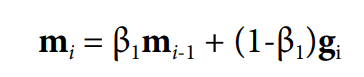 mᵢ = β₁mᵢ₋₁ + (1-β₁)gᵢ